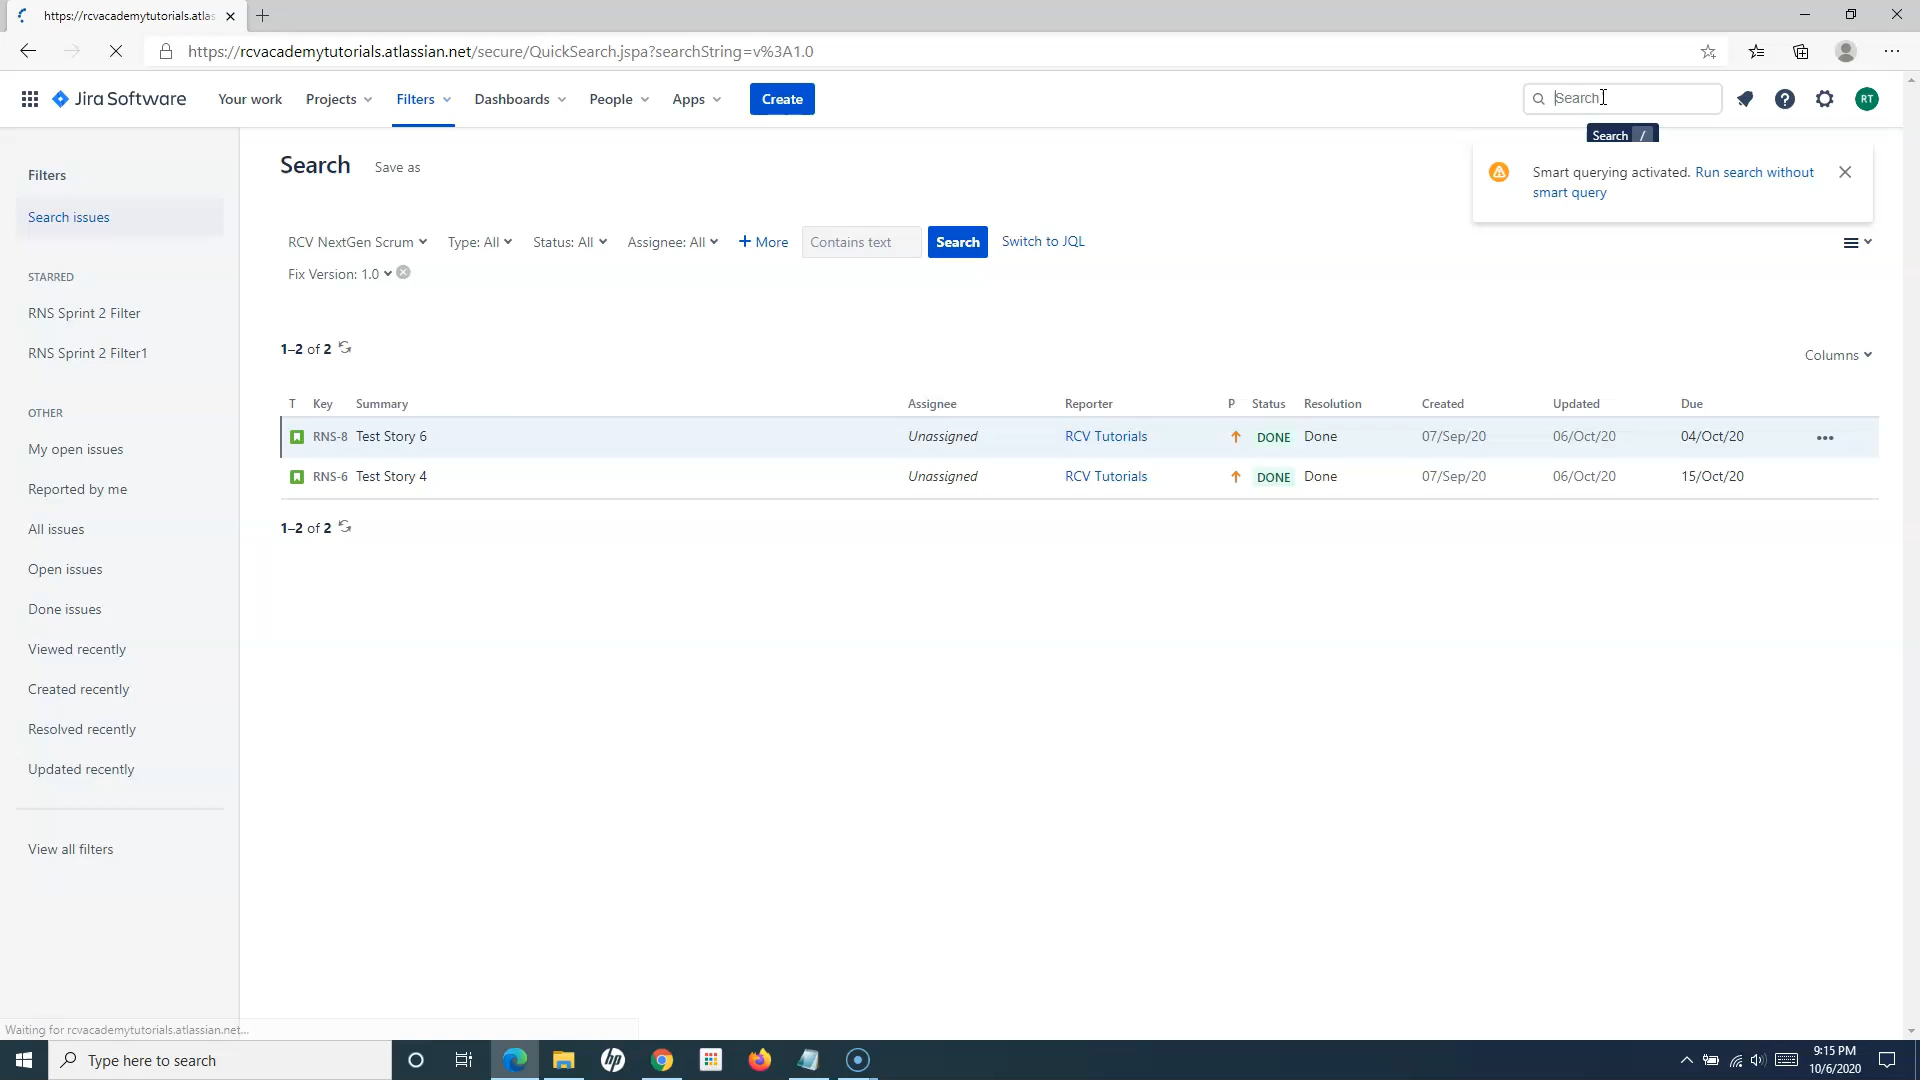 https://rcvacademytutorials.atlas
https://rcvacademytutorials.atlassian.net/secure/QuickSearch.jspa?searchString=v%3A1.0
Jira Software Your work Projects Filters Dashboards People Apps Create Search RT
Search /
Smart querying activated. Run search without
smart query
Filters
Search issues
STARRED
RNS Sprint 2 Filter
RNS Sprint 2 Filter1
OTHER
My open issues
Reported by me
All issues
Open issues
Done issues
Viewed recently
Created recently
Resolved recently
Updated recently
View all filters
Search Save as
RCV NextGen Scrum Type: All Status: All Assignee: All + More Contains text Search Switch to JQL
Fix Version: 1.0
1–2 of 2
Columns
T Key Summary Assignee Reporter P Status Resolution Created Updated Due
RNS-8 Test Story 6 Unassigned RCV Tutorials DONE Done 07/Sep/20 06/Oct/20 04/Oct/20
RNS-6 Test Story 4 Unassigned RCV Tutorials DONE Done 07/Sep/20 06/Oct/20 15/Oct/20
1–2 of 2
Waiting for rcvacademytutorials.atlassian.net...
Type here to search
hp
9:15 PM
10/6/2020